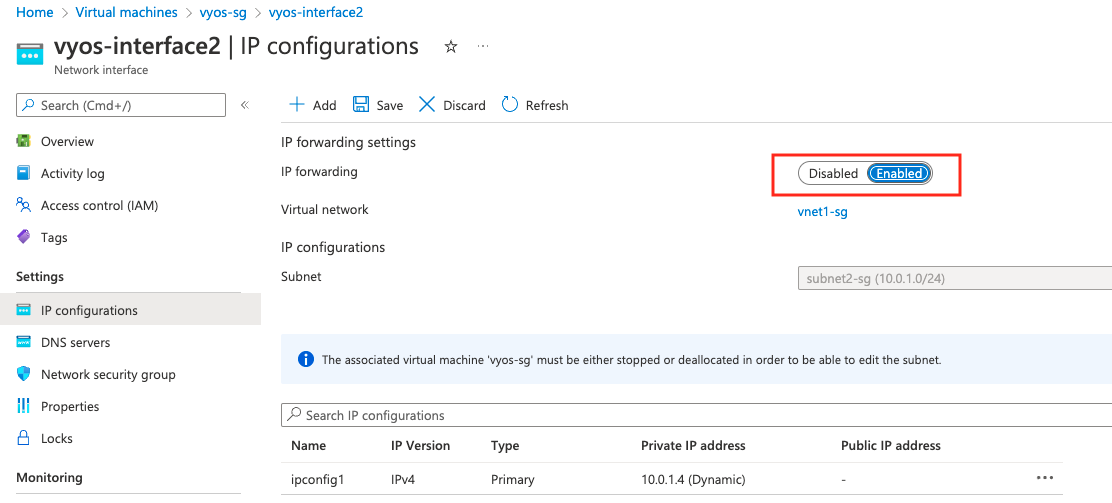 Home > Virtual machines > vyos-sg > vyos-interface2
vyos-interface2 | IP configurations ☆ ...
Network interface
Search (Cmd+/) «
+ Add Save Discard Refresh
Overview
Activity log
Access control (IAM)
Tags
Settings
IP configurations
DNS servers
Network security group
Properties
Locks
Monitoring
IP forwarding settings
IP forwarding Disabled Enabled
Virtual network vnet1-sg
IP configurations
Subnet subnet2-sg (10.0.1.0/24)
The associated virtual machine 'vyos-sg' must be either stopped or deallocated in order to be able to edit the subnet.
Search IP configurations
Name IP Version Type Private IP address Public IP address
ipconfig1 IPv4 Primary 10.0.1.4 (Dynamic) - ...